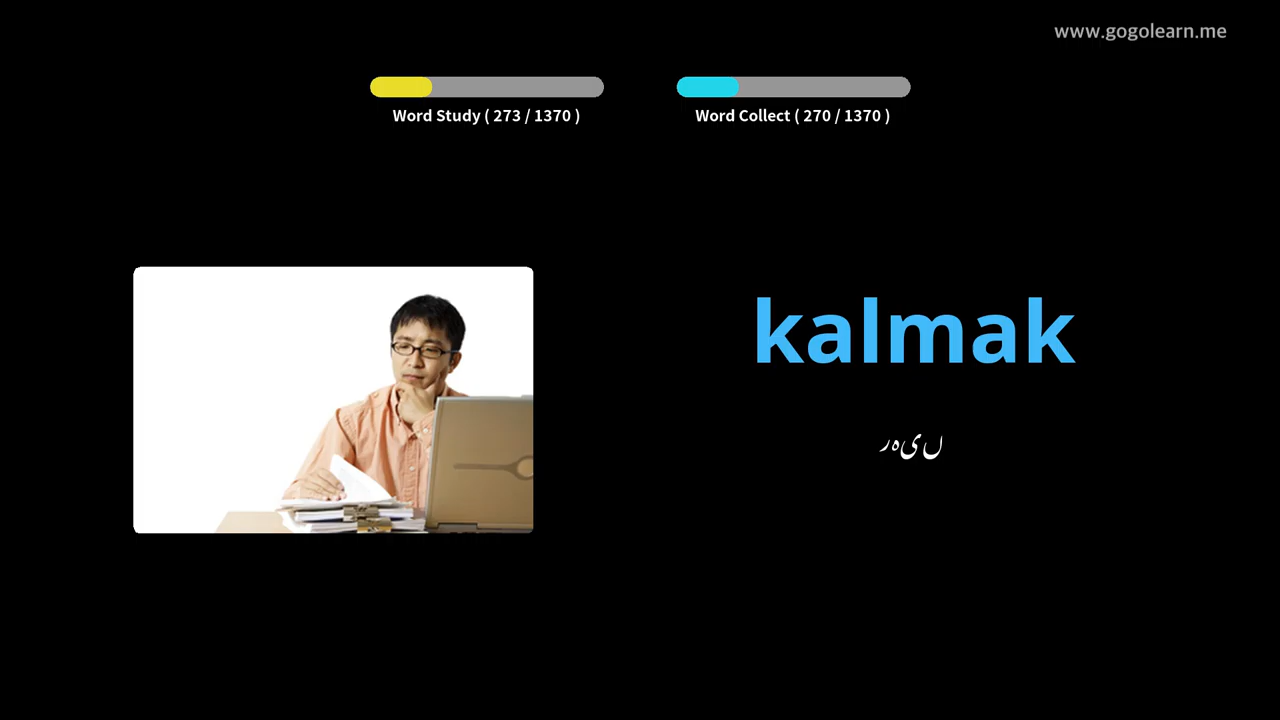 www.gogolearn.me
Word Study ( 273 / 1370 )
Word Collect ( 270 / 1370 )
kalmak
ل ی ہ ر